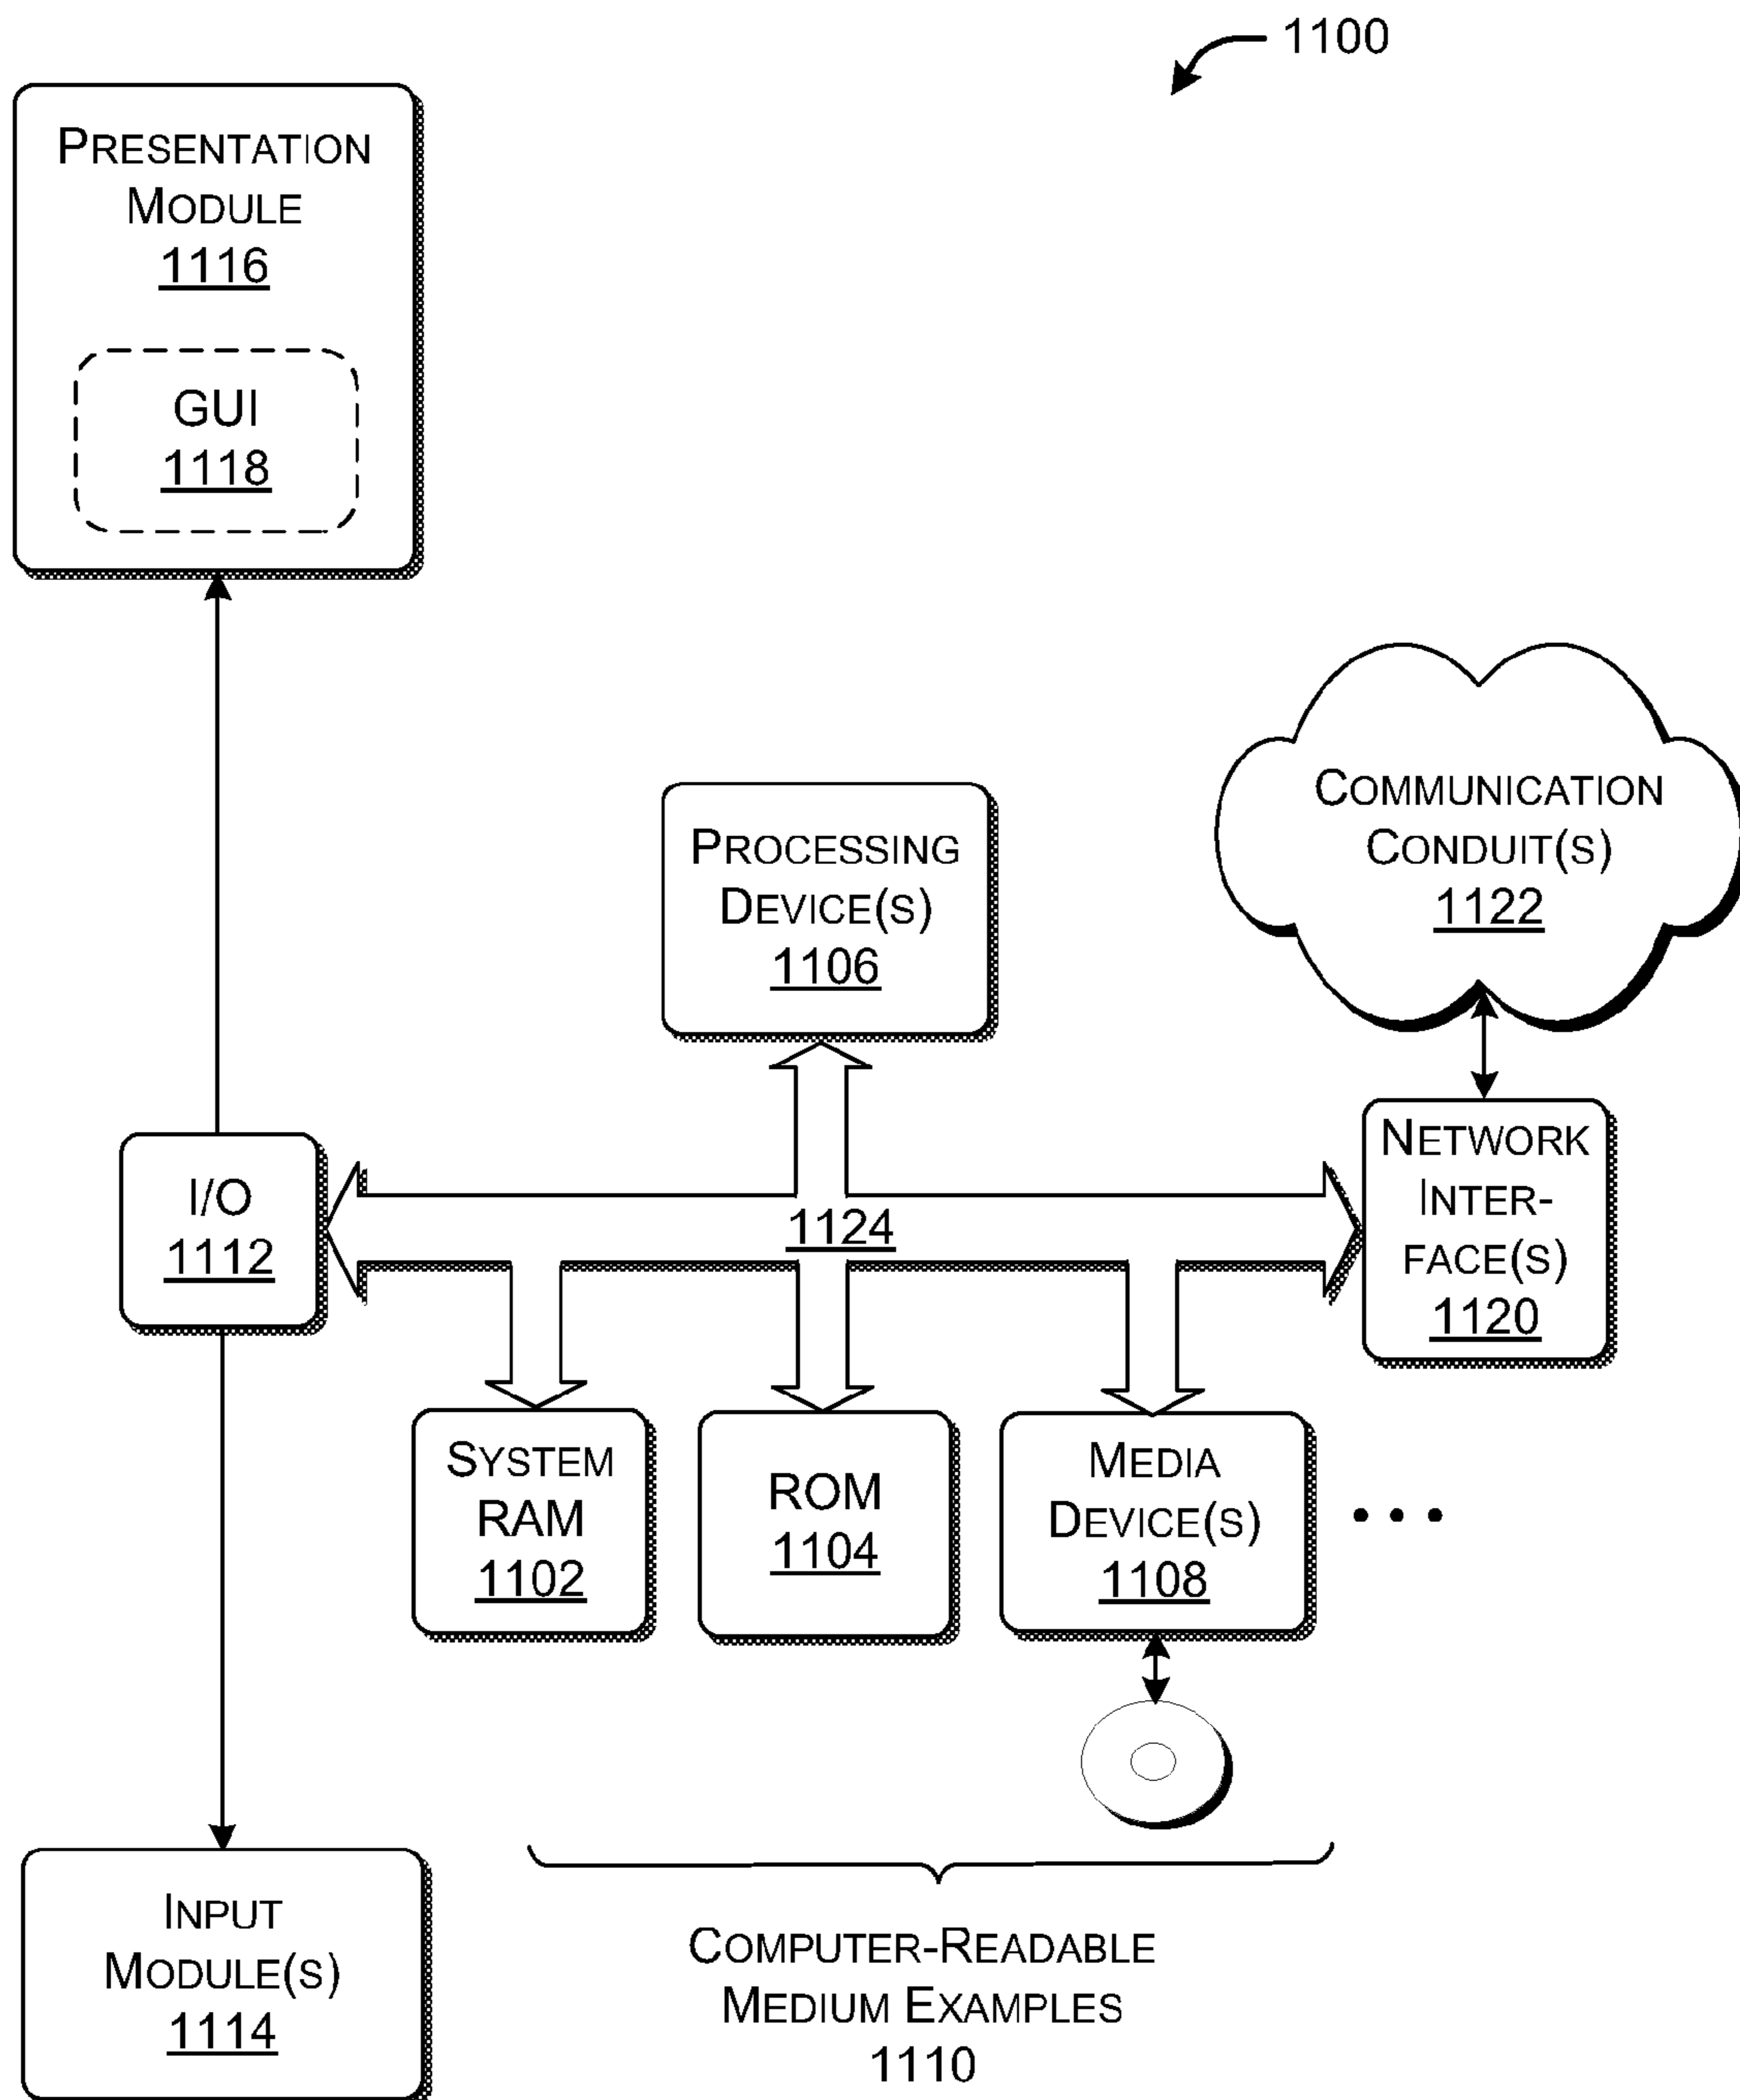 1100
PRESENTATION
MODULE
1116
GUI
1118
COMMUNICATION
CONDUIT(S)
1122
PROCESSING
DEVICE(S)
1106
NETWORK
INTER-
FACE(S)
1120
I/O
1112
1124
SYSTEM
RAM
1102
ROM
1104
MEDIA
DEVICE(S)
1108
• • •
INPUT
MODULE(S)
1114
COMPUTER-READABLE
MEDIUM EXAMPLES
1110